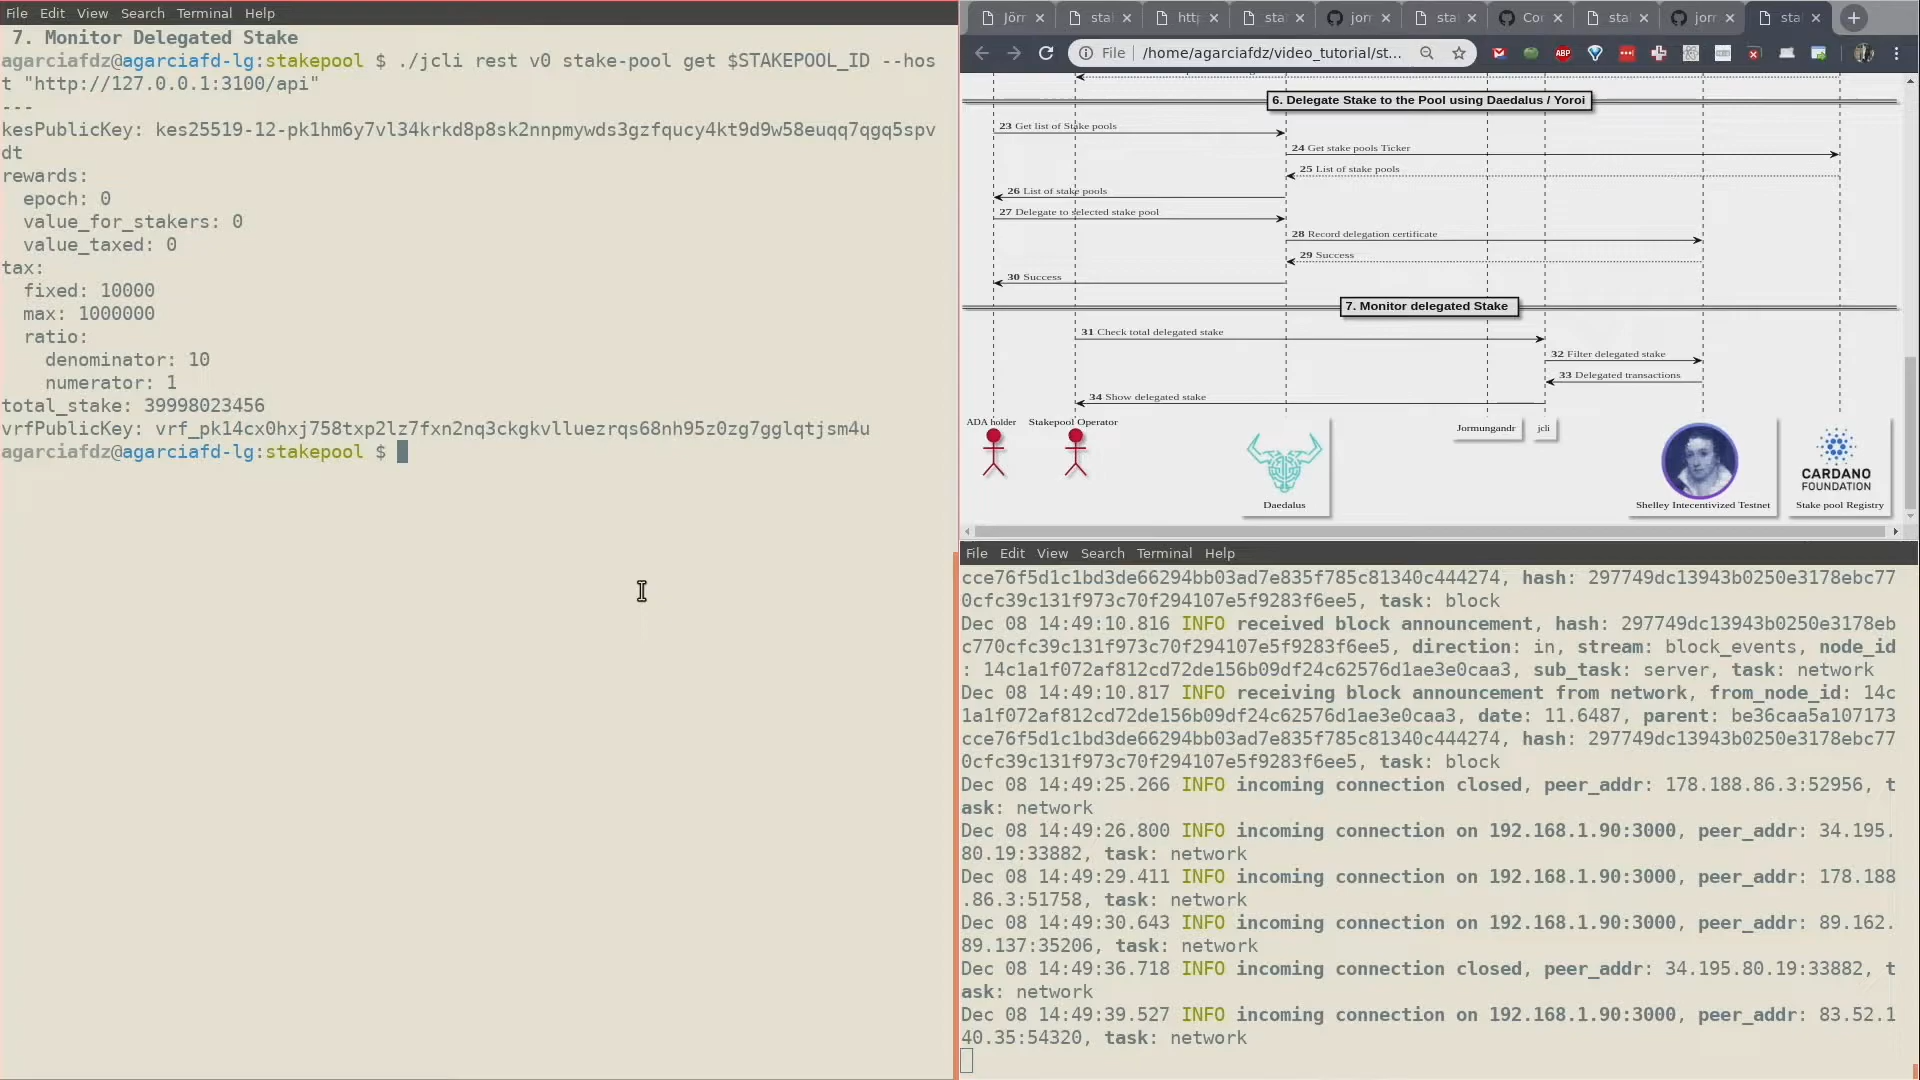 File Edit View Search Terminal Help
7. Monitor Delegated Stake
agarciafdz@agarciafd-lg:stakepool $ ./jcli rest v0 stake-pool get $STAKEPOOL_ID --hos
t "http://127.0.0.1:3100/api"
---
kesPublicKey: kes25519-12-pk1hm6y7vl34krkd8p8sk2nnpmywds3gzfqucy4kt9d9w58euqq7qgq5spv
dt
rewards:
epoch: 0
value_for_stakers: 0
value_taxed: 0
tax:
fixed: 10000
max: 1000000
ratio:
denominator: 10
numerator: 1
total_stake: 39998023456
vrfPublicKey: vrf_pk14cx0hxj758txp2lz7fxn2nq3ckgkvlluezrqs68nh95z0zg7gglqtjsm4u
agarciafdz@agarciafd-lg:stakepool $
Jörn stal http stal jorn stal Co stal jorn stal
File /home/agarciafdz/video_tutorial/st...
6. Delegate Stake to the Pool using Daedalus / Yoroi
23 Get list of Stake pools
24 Get stake pools Ticker
25 List of stake pools
26 List of stake pools
27 Delegate to selected stake pool
28 Record delegation certificate
29 Success
30 Success
7. Monitor delegated Stake
31 Check total delegated stake
32 Filter delegated stake
33 Delegated transactions
34 Show delegated stake
ADA holder Stakepool Operator
Jormungandr jcli
CARDANO
FOUNDATION
Daedalus Shelley Intecentivized Testnet Stake pool Registry
File Edit View Search Terminal Help
cce76f5d1c1bd3de66294bb03ad7e835f785c81340c444274, hash: 297749dc13943b0250e3178ebc77
0cfc39c131f973c70f294107e5f9283f6ee5, task: block
Dec 08 14:49:10.816 INFO received block announcement, hash: 297749dc13943b0250e3178eb
c770cfc39c131f973c70f294107e5f9283f6ee5, direction: in, stream: block_events, node_id
: 14c1a1f072af812cd72de156b09df24c62576d1ae3e0caa3, sub_task: server, task: network
Dec 08 14:49:10.817 INFO receiving block announcement from network, from_node_id: 14c
1a1f072af812cd72de156b09df24c62576d1ae3e0caa3, date: 11.6487, parent: be36caa5a107173
cce76f5d1c1bd3de66294bb03ad7e835f785c81340c444274, hash: 297749dc13943b0250e3178ebc77
0cfc39c131f973c70f294107e5f9283f6ee5, task: block
Dec 08 14:49:25.266 INFO incoming connection closed, peer_addr: 178.188.86.3:52956, t
ask: network
Dec 08 14:49:26.800 INFO incoming connection on 192.168.1.90:3000, peer_addr: 34.195.
80.19:33882, task: network
Dec 08 14:49:29.411 INFO incoming connection on 192.168.1.90:3000, peer_addr: 178.188
.86.3:51758, task: network
Dec 08 14:49:30.643 INFO incoming connection on 192.168.1.90:3000, peer_addr: 89.162.
89.137:35206, task: network
Dec 08 14:49:36.718 INFO incoming connection closed, peer_addr: 34.195.80.19:33882, t
ask: network
Dec 08 14:49:39.527 INFO incoming connection on 192.168.1.90:3000, peer_addr: 83.52.1
40.35:54320, task: network